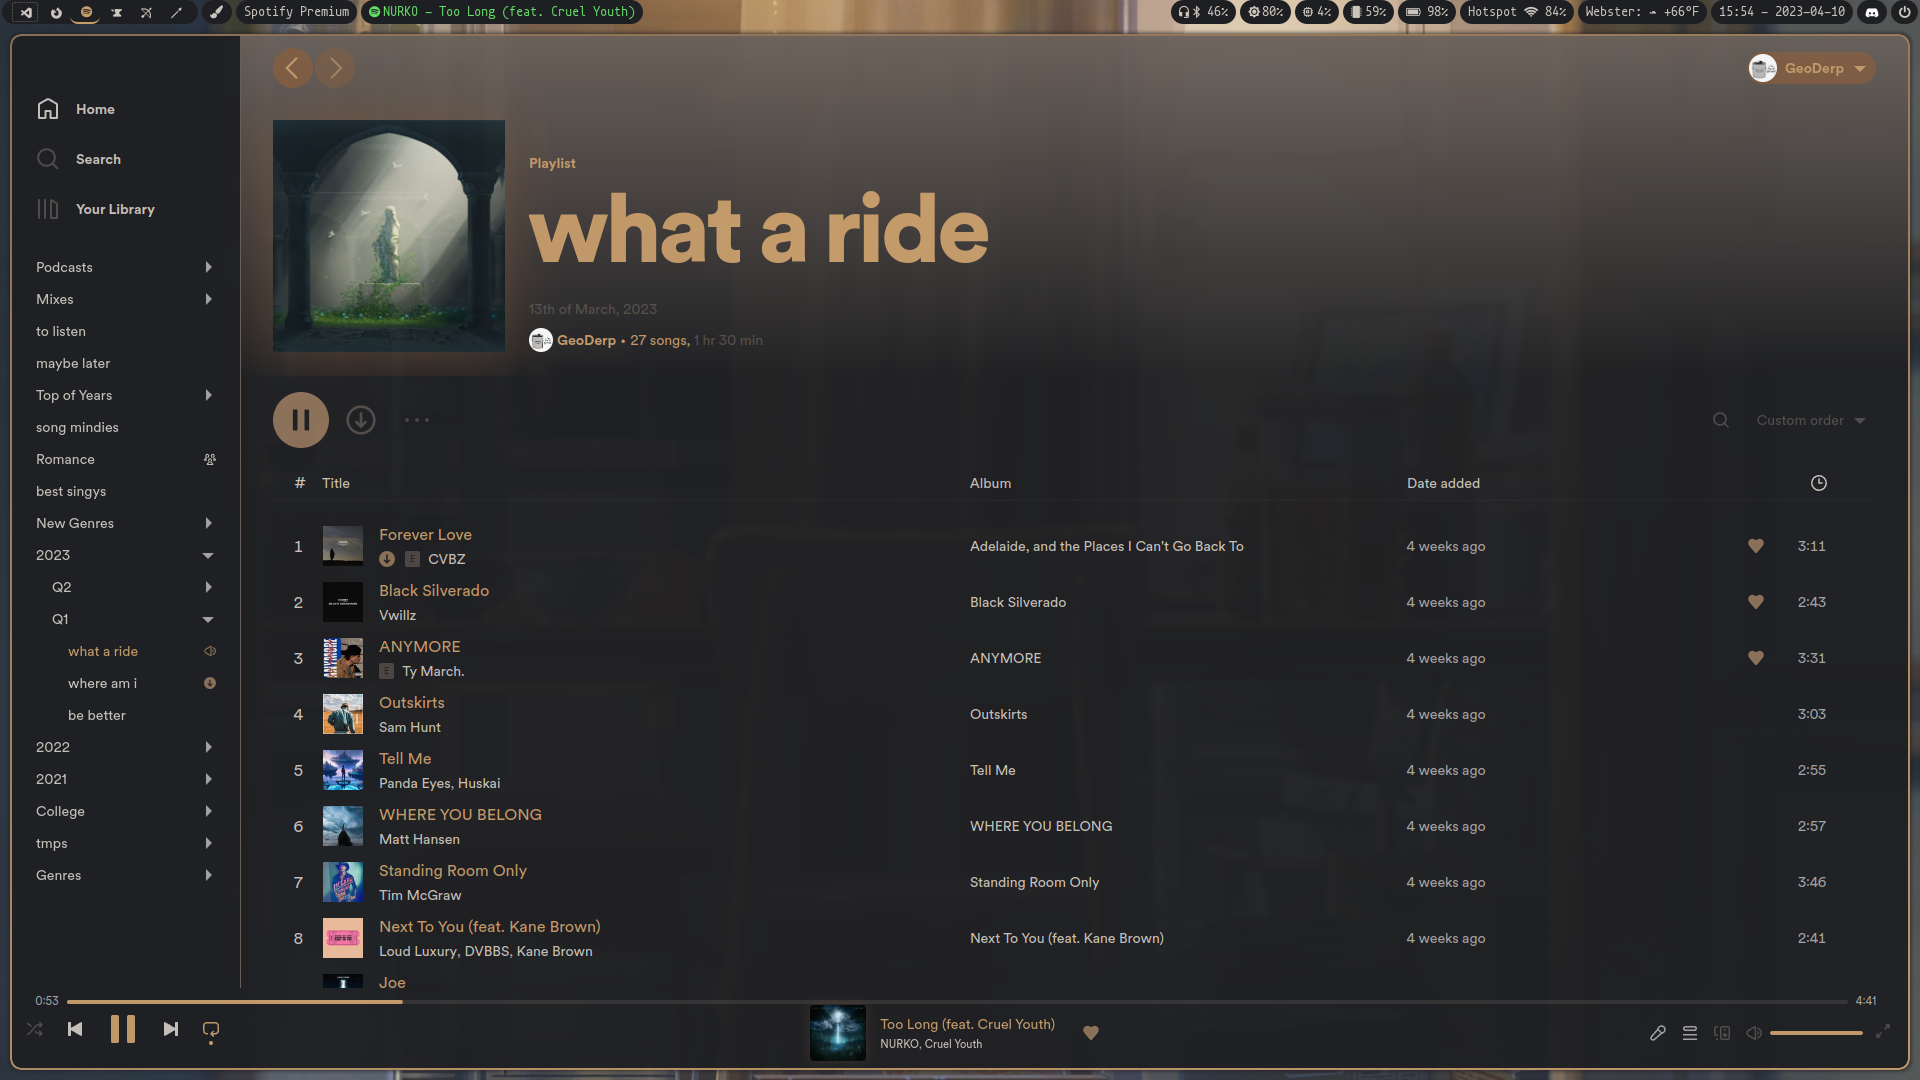 Spotify Premium
NURKO – Too Long (feat. Cruel Youth)
46%
80%
4%
59%
98%
Hotspot 84%
Webster: +66°F
15:54 – 2023-04-10
Home
Search
Your Library
Podcasts
Mixes
to listen
maybe later
Top of Years
song mindies
Romance
best singys
New Genres
2023
Q2
Q1
what a ride
where am i
be better
2022
2021
College
tmps
Genres
GeoDerp
Playlist
what a ride
13th of March, 2023
GeoDerp • 27 songs, 1 hr 30 min
Custom order
# Title Album Date added
1 Forever Love Adelaide, and the Places I Can't Go Back To 4 weeks ago 3:11
E CVBZ
2 Black Silverado Black Silverado 4 weeks ago 2:43
Vwillz
3 ANYMORE ANYMORE 4 weeks ago 3:31
E Ty March.
4 Outskirts Outskirts 4 weeks ago 3:03
Sam Hunt
5 Tell Me Tell Me 4 weeks ago 2:55
Panda Eyes, Huskai
6 WHERE YOU BELONG WHERE YOU BELONG 4 weeks ago 2:57
Matt Hansen
7 Standing Room Only Standing Room Only 4 weeks ago 3:46
Tim McGraw
8 Next To You (feat. Kane Brown) Next To You (feat. Kane Brown) 4 weeks ago 2:41
Loud Luxury, DVBBS, Kane Brown
Joe
0:53
4:41
Too Long (feat. Cruel Youth)
NURKO, Cruel Youth